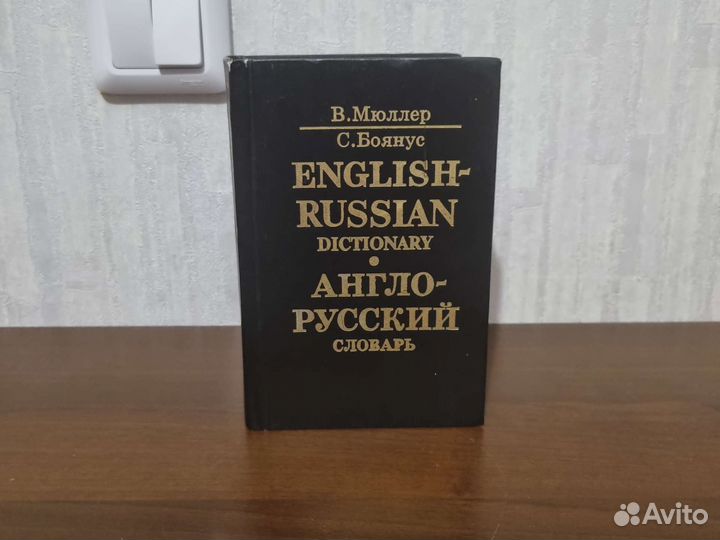 В.Мюллер
С.Боянус
ENGLISH-
RUSSIAN
DICTIONARY
АНГЛО-
РУССКИЙ
СЛОВАРЬ
Avito